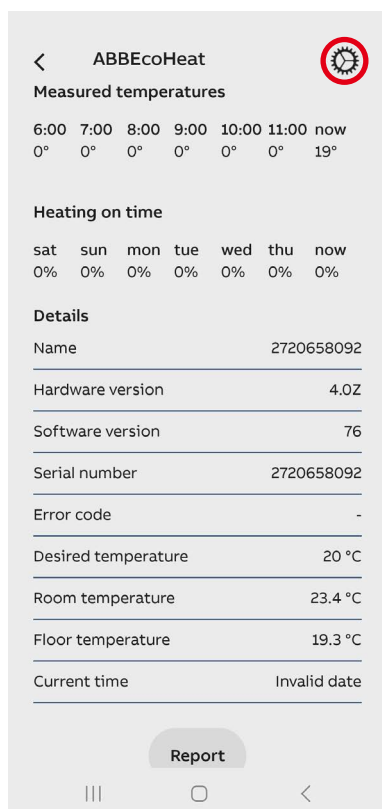 ABBEcoHeat
Measured temperatures
6:00 7:00 8:00 9:00 10:00 11:00 now
0° 0° 0° 0° 0° 0° 19°
Heating on time
sat sun mon tue wed thu now
0% 0% 0% 0% 0% 0% 0%
Details
Name 2720658092
Hardware version 4.0Z
Software version 76
Serial number 2720658092
Error code -
Desired temperature 20 °C
Room temperature 23.4 °C
Floor temperature 19.3 °C
Current time Invalid date
Report